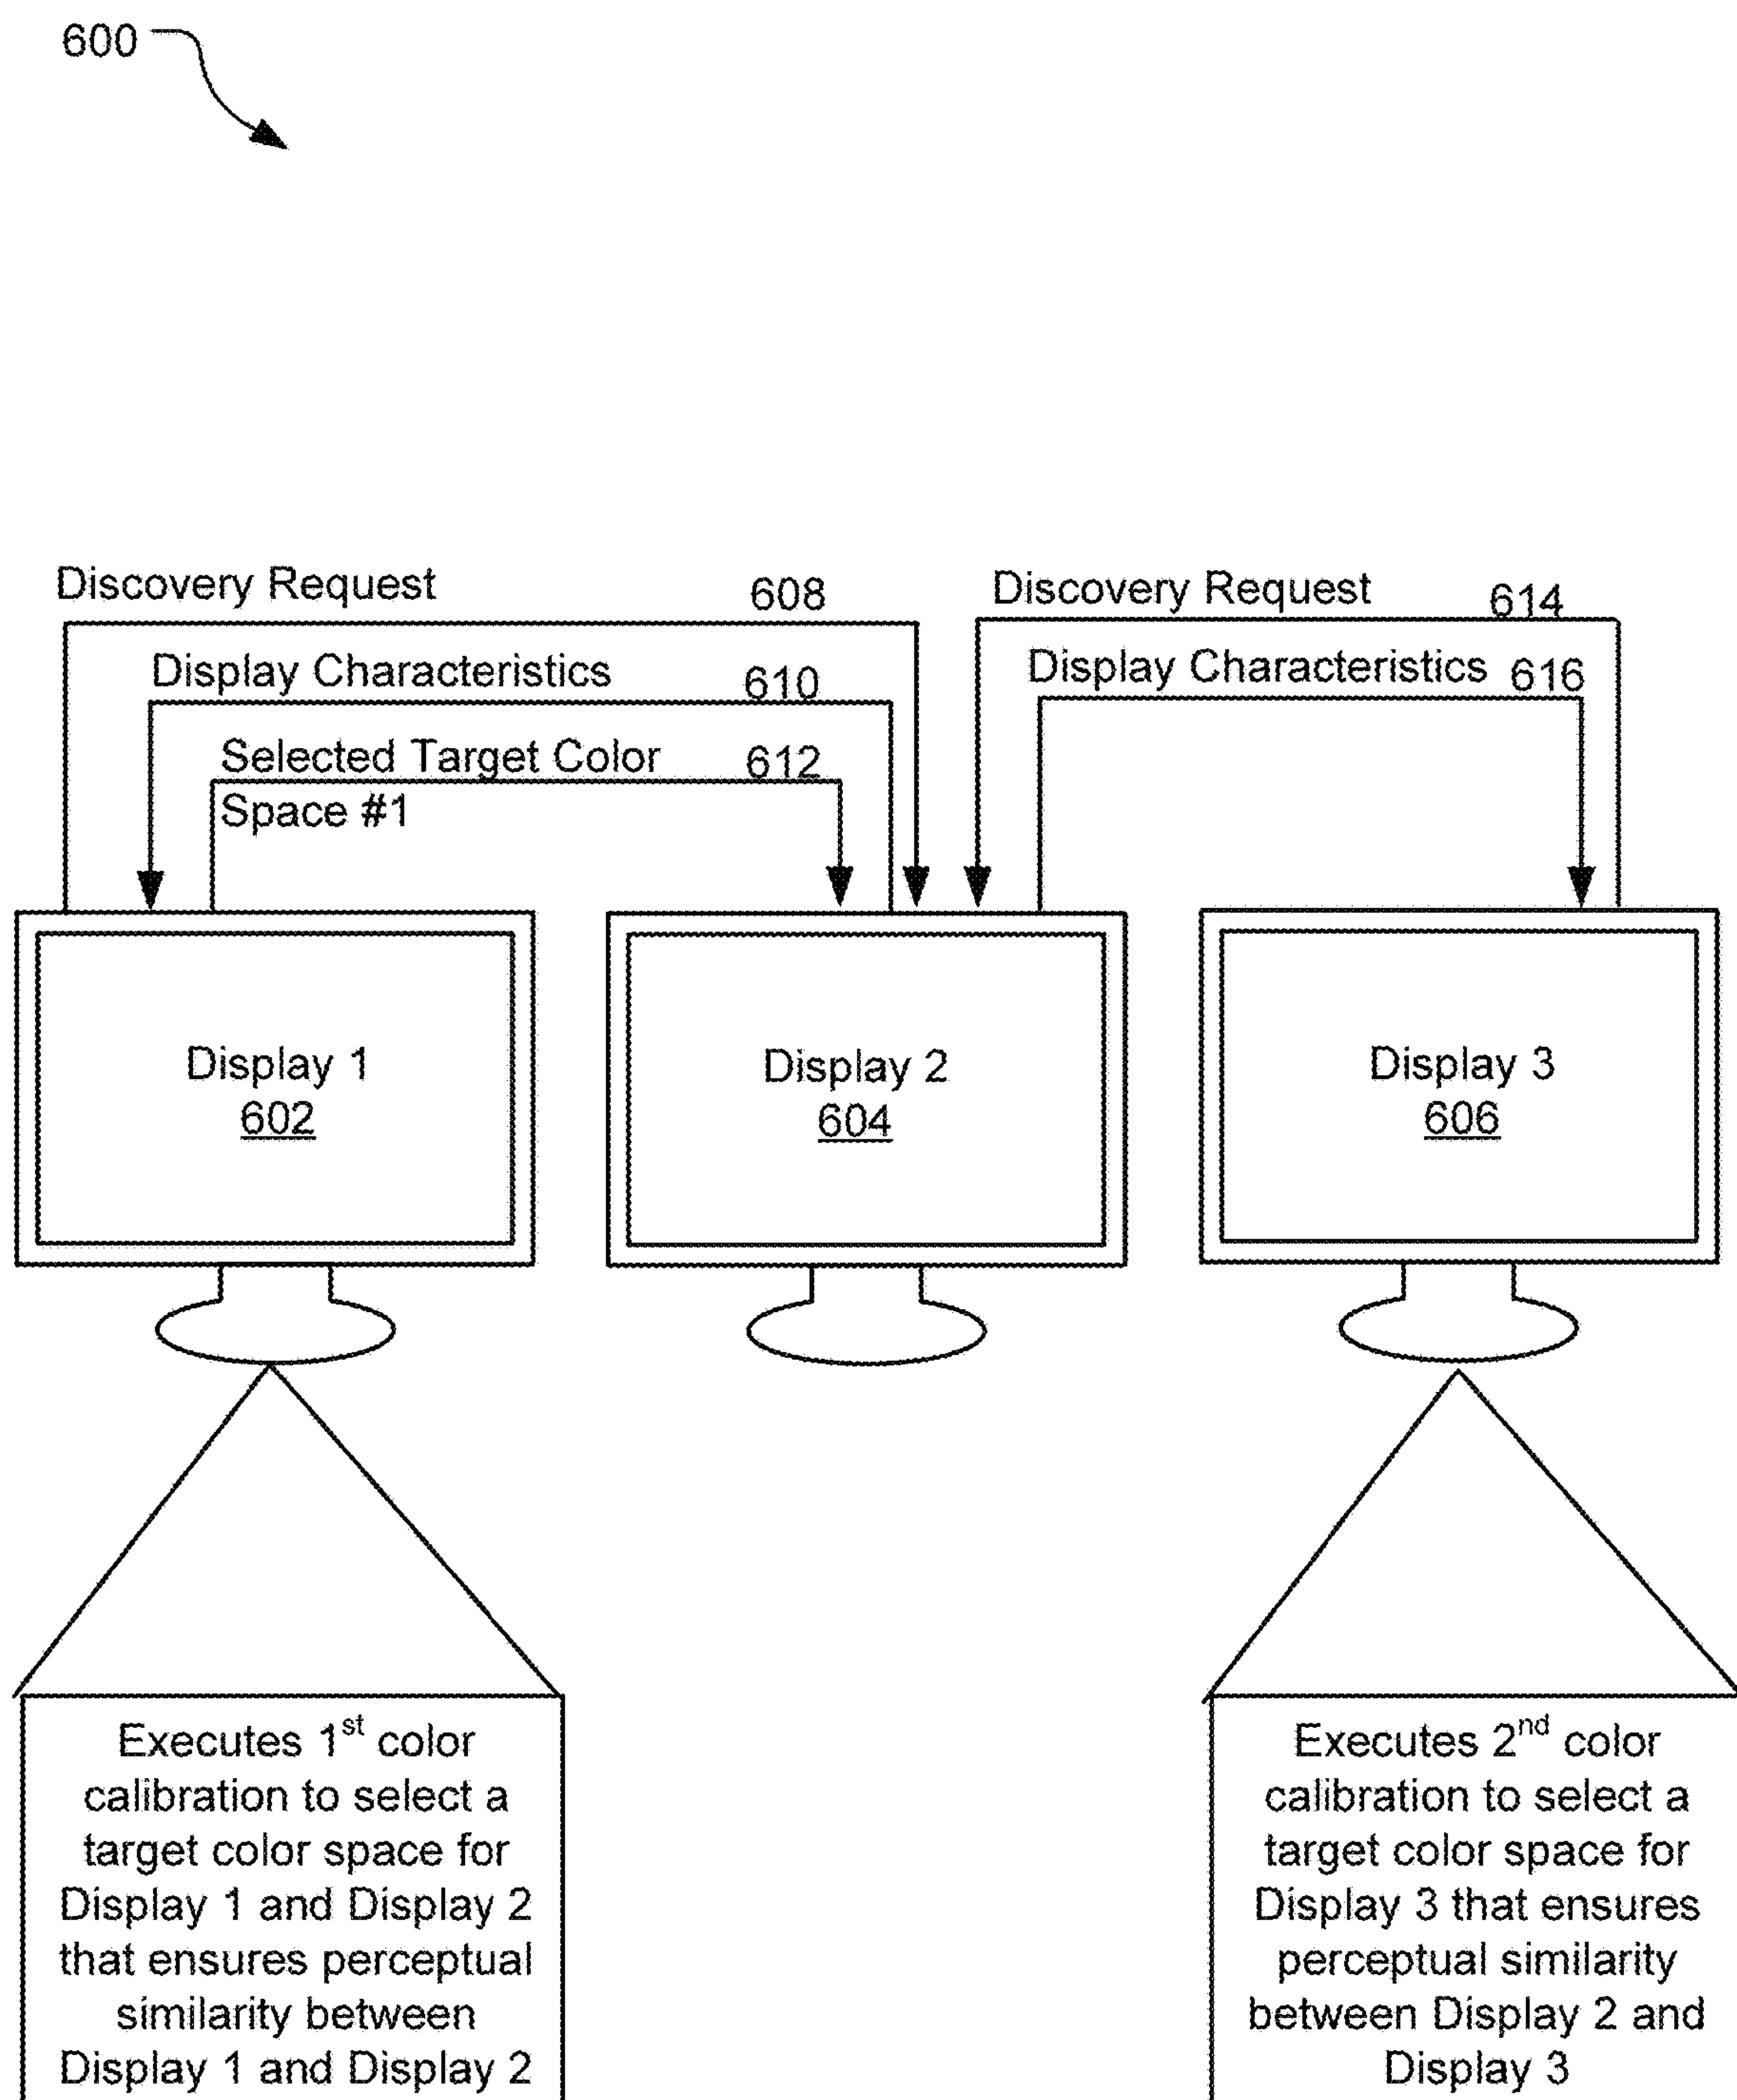 600
Discovery Request 608
Display Characteristics 610
Selected Target Color 612
Space #1
Discovery Request 614
Display Characteristics 616
Display 1
602
Display 2
604
Display 3
606
Executes 1st color
calibration to select a
target color space for
Display 1 and Display 2
that ensures perceptual
similarity between
Display 1 and Display 2
Executes 2nd color
calibration to select a
target color space for
Display 3 that ensures
perceptual similarity
between Display 2 and
Display 3